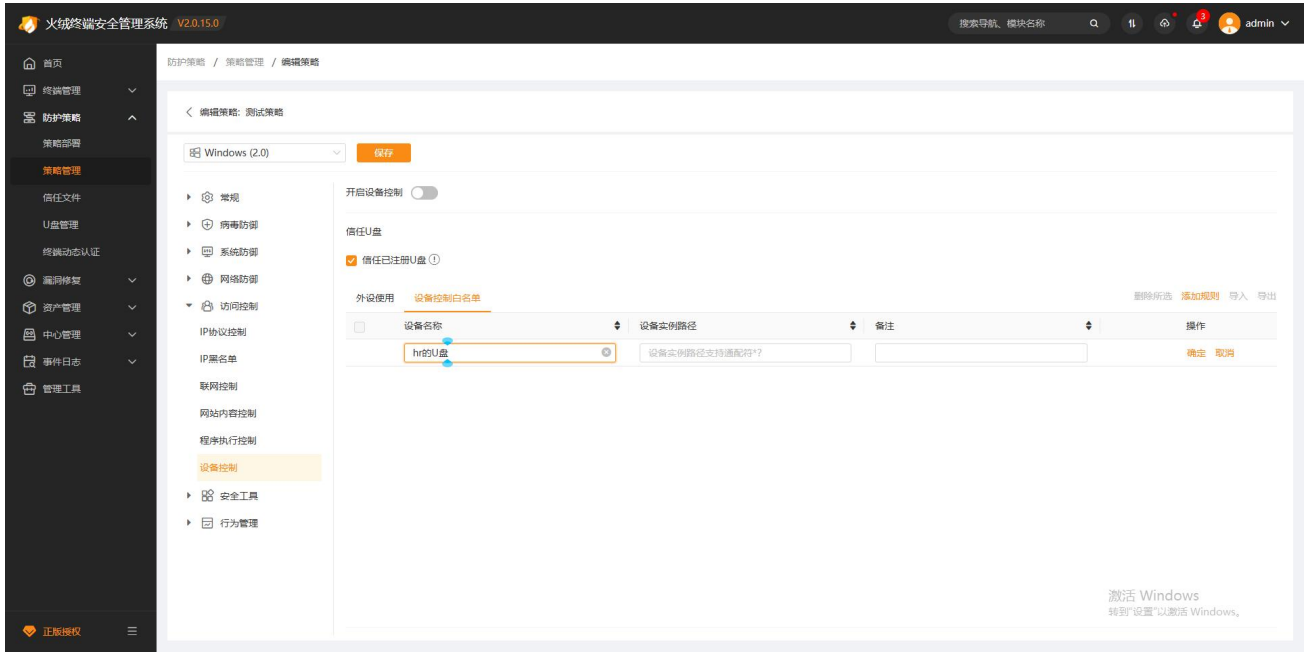 火绒终端安全管理系统 V2.0.15.0
搜索导航、模块名称
3
admin
首页
终端管理
防护策略
策略部署
策略管理
信任文件
U盘管理
终端动态认证
漏洞修复
资产管理
中心管理
事件日志
管理工具
正版授权
防护策略 / 策略管理 / 编辑策略
编辑策略: 测试策略
Windows (2.0)
保存
常规
病毒防御
系统防御
网络防御
访问控制
IP协议控制
IP黑名单
联网控制
网站内容控制
程序执行控制
设备控制
安全工具
行为管理
开启设备控制
信任U盘
信任已注册U盘
外设使用 设备控制白名单
删除所选 添加规则 导入 导出
设备名称 设备实例路径 备注 操作
hr的U盘 设备实例路径支持通配符*? 确定 取消
激活 Windows
转到"设置"以激活 Windows。